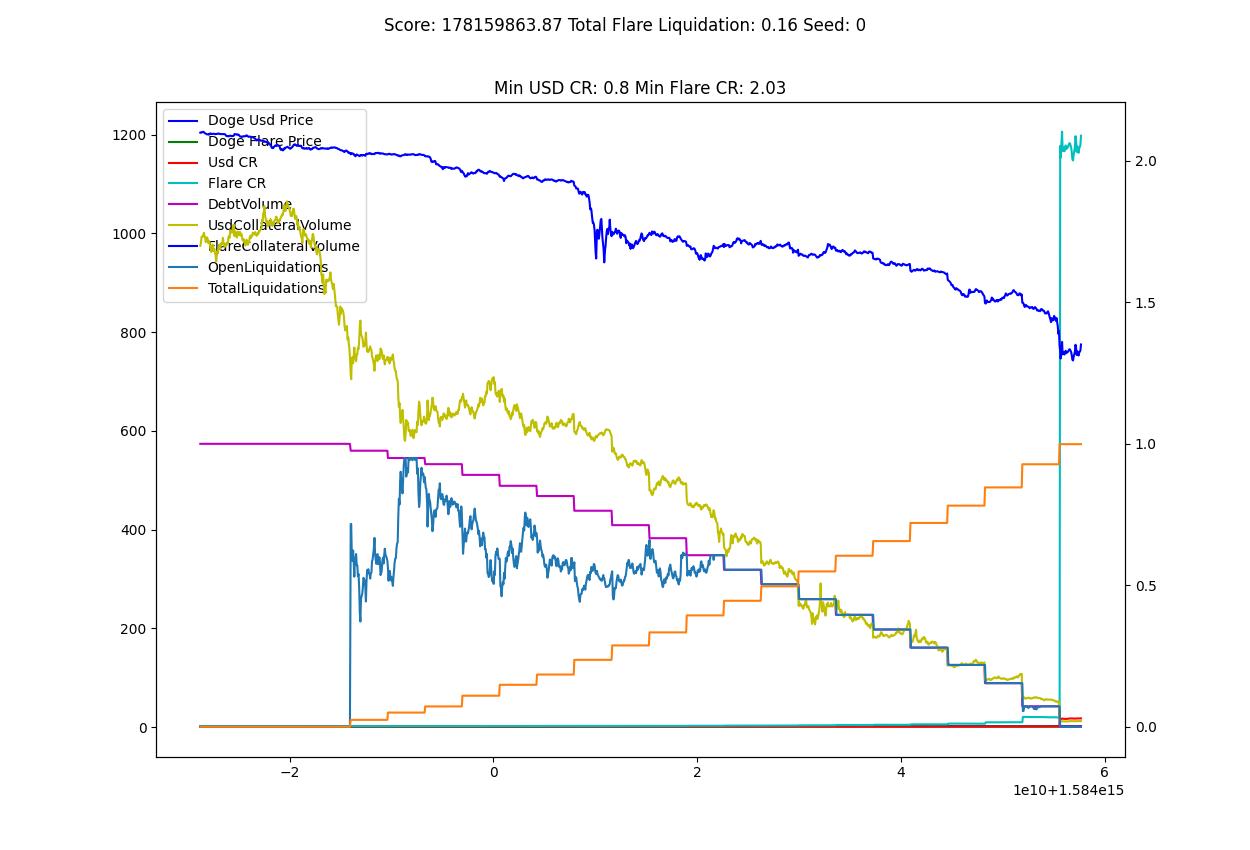 Score: 178159863.87 Total Flare Liquidation: 0.16 Seed: 0
Min USD CR: 0.8 Min Flare CR: 2.03
Doge Usd Price
Doge Flare Price
Usd CR
Flare CR
DebtVolume
UsdCollateralVolume
FlareCollateralVolume
OpenLiquidations
TotalLiquidations
1200
1000
800
600
400
200
0
2.0
1.5
1.0
0.5
0.0
−2
0
2
4
6
1e10+1.584e15